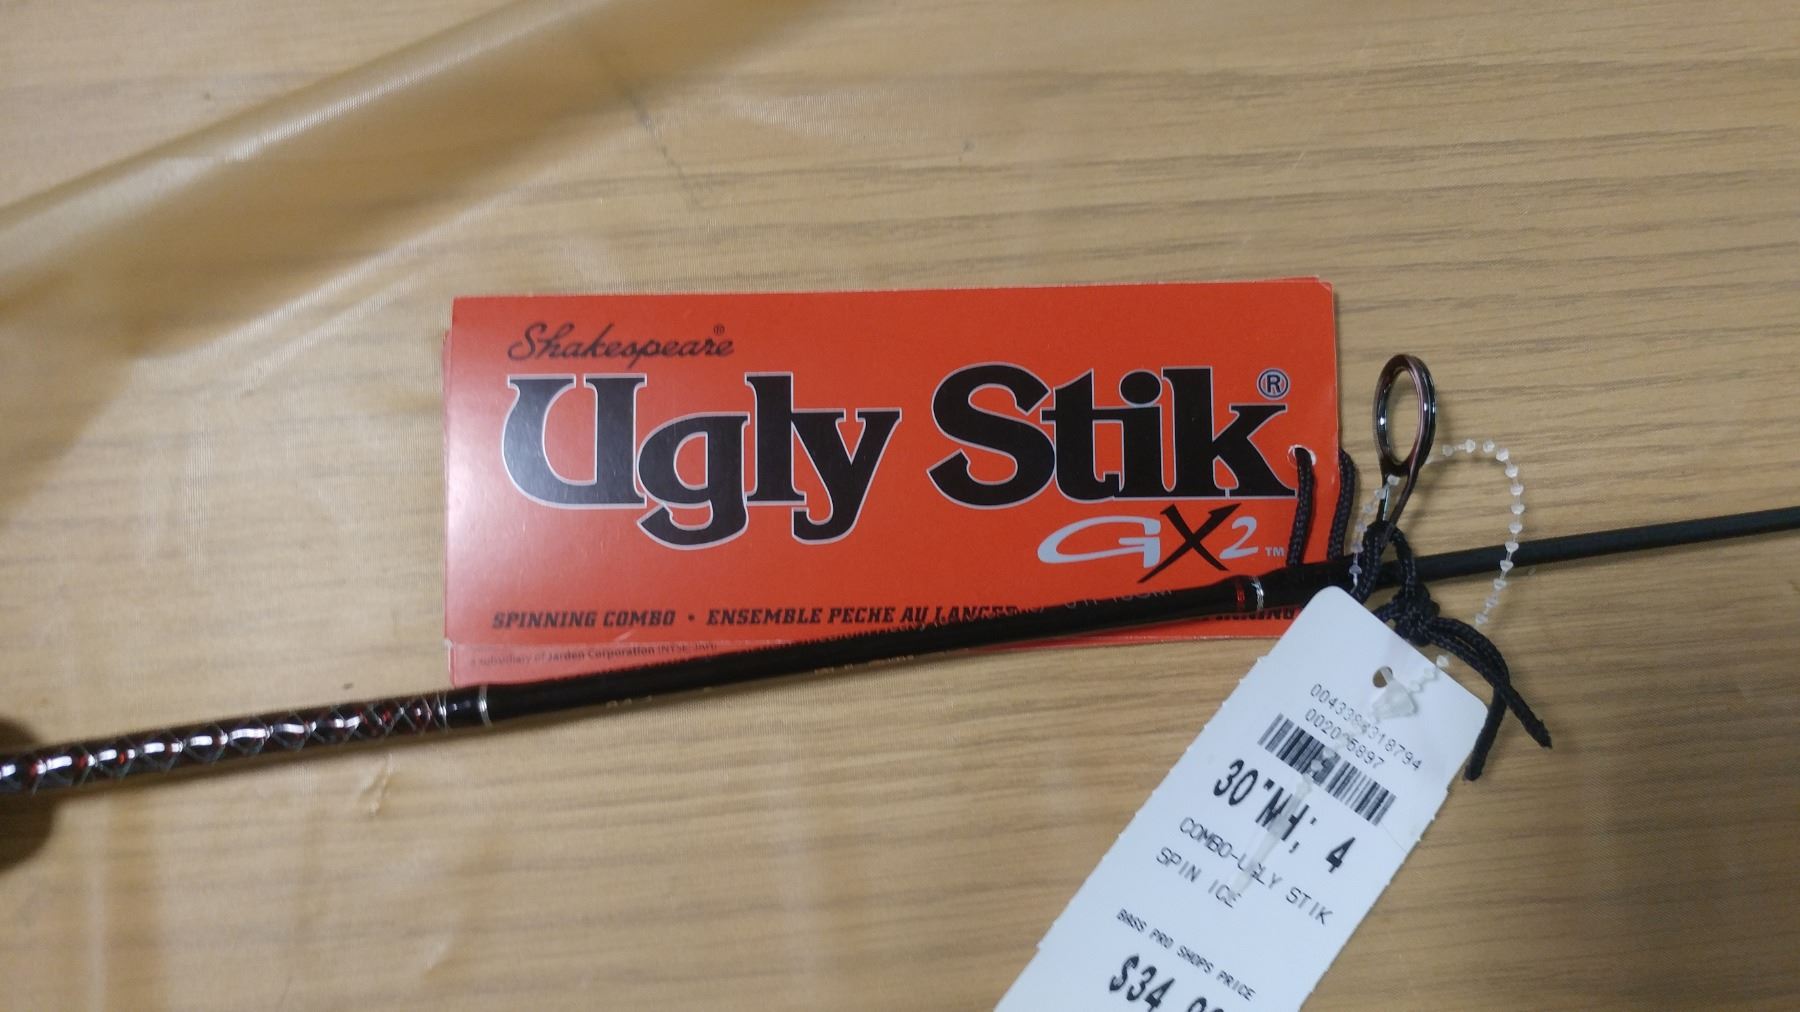 Shakespeare®
Ugly Stik®
GX2™
SPINNING COMBO • ENSEMBLE PECHE AU
a subsidiary of Jarden Corporation
30"MH; 4
COMBO-UGLY STIK
SPIN ICE
BASS PRO SHOPS PRICE
$34